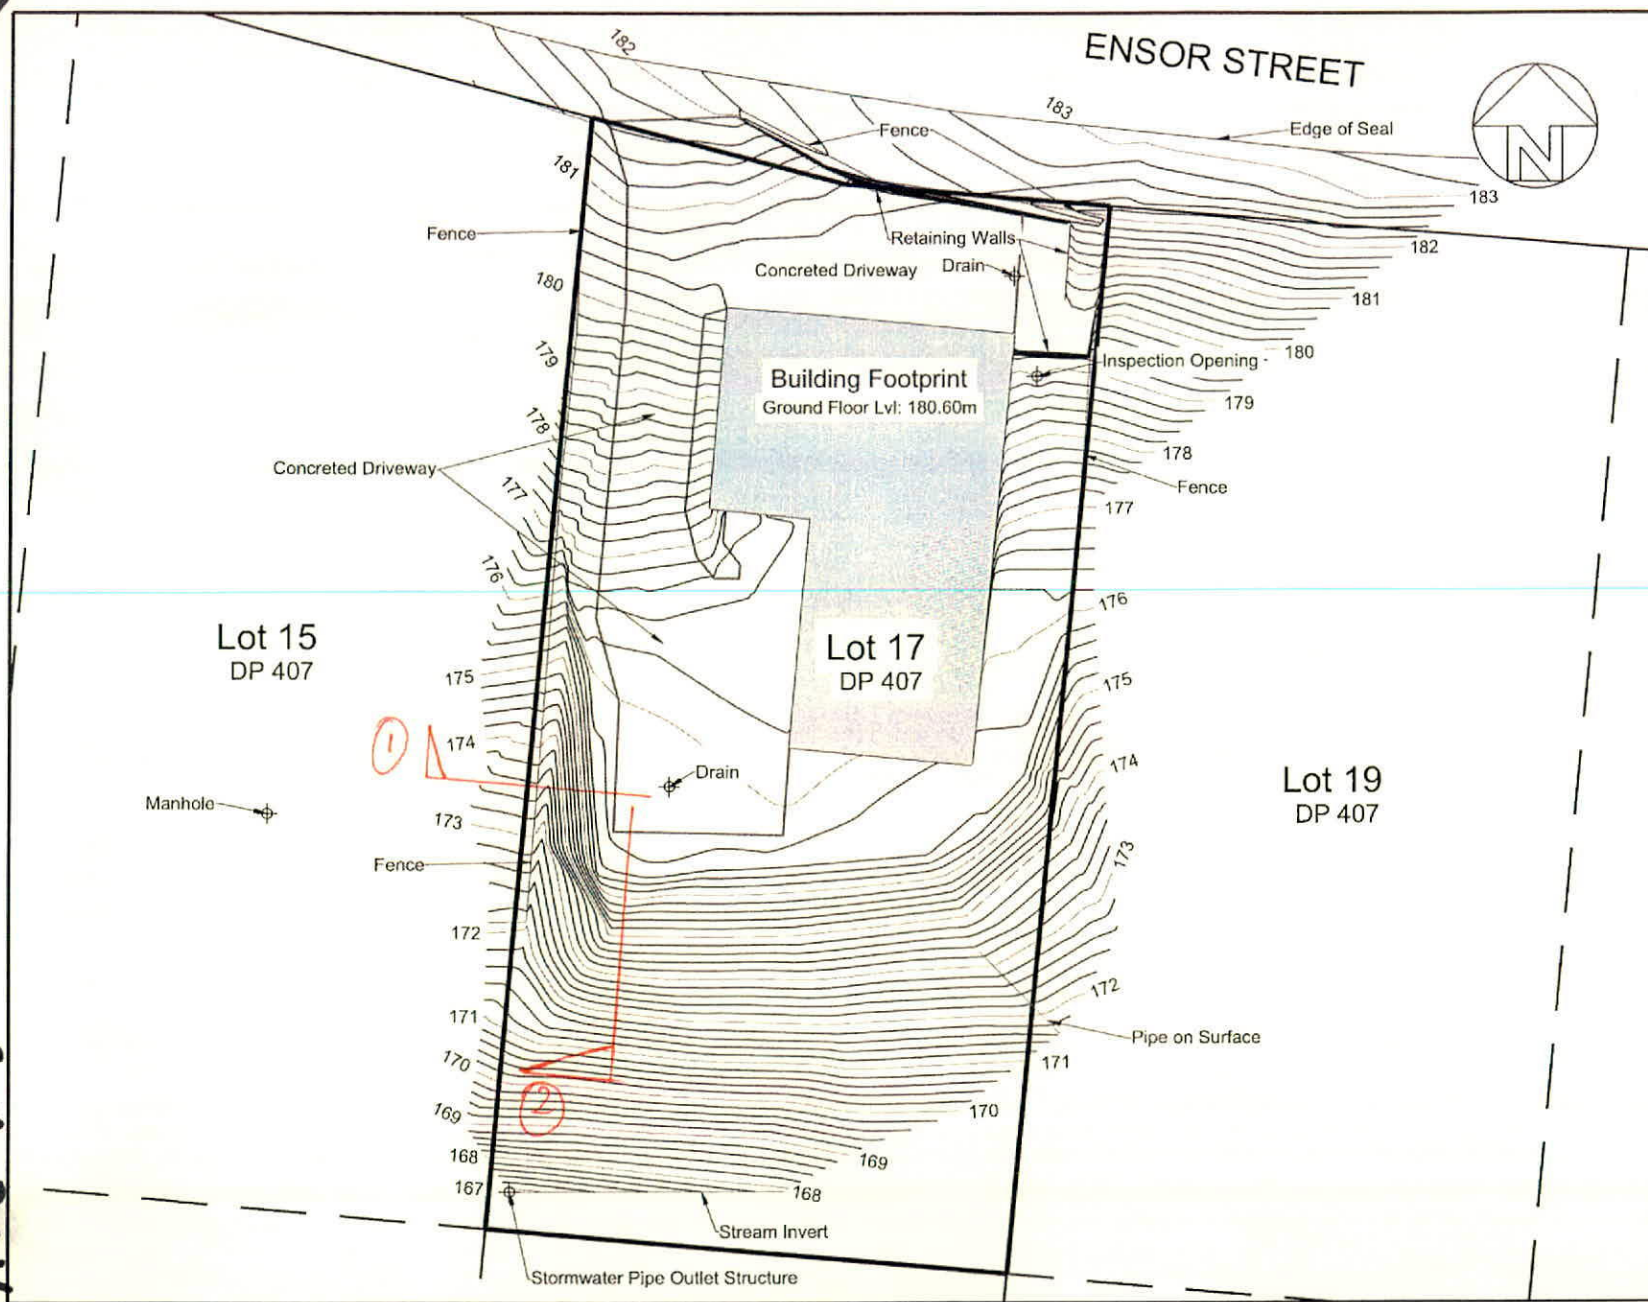 ENSOR STREET
182
183
Fence
Edge of Seal
N
181
183
Fence
Retaining Walls
182
Concreted Driveway
Drain
180
181
179
180
Inspection Opening -
Building Footprint
Ground Floor Lvl: 180.60m
179
178
178
Concreted Driveway
177
Fence
177
176
176
Lot 15
DP 407
Lot 17
DP 407
175
175
1
174
174
Drain
Lot 19
DP 407
Manhole
173
173
Fence
172
172
171
Pipe on Surface
170
171
2
169
170
168
169
167
168
Stream Invert
Stormwater Pipe Outlet Structure